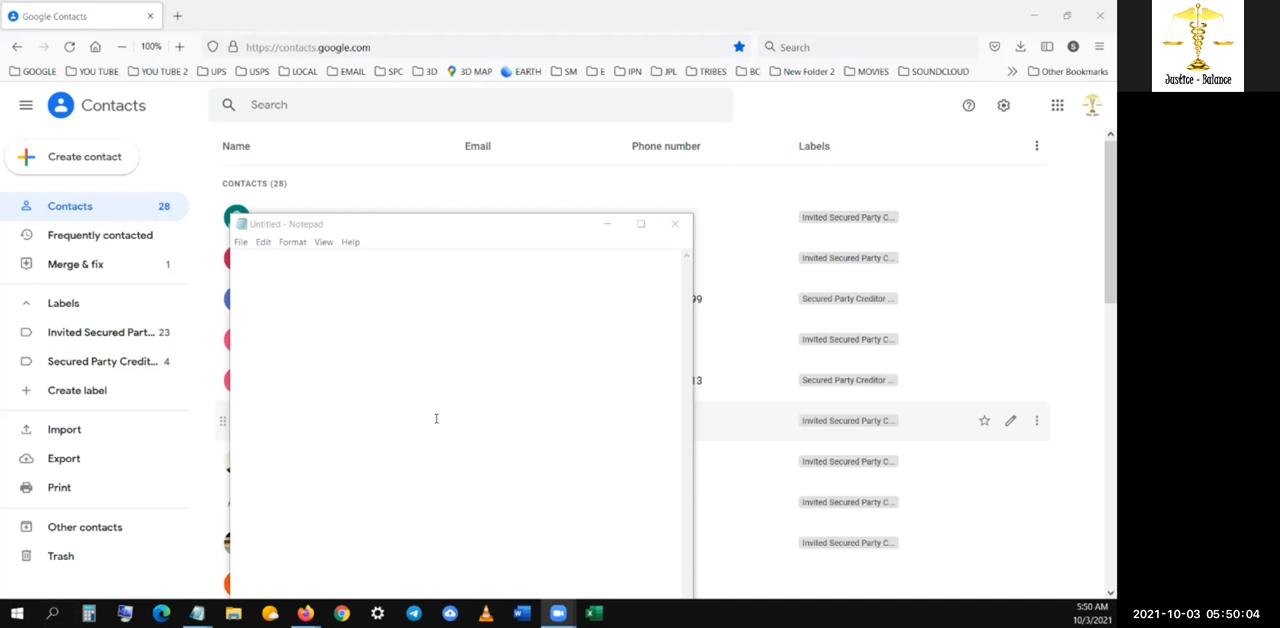 Google Contacts
100%
https://contacts.google.com
Search
GOOGLE YOU TUBE YOU TUBE 2 UPS USPS LOCAL EMAIL SPC 3D 3D MAP EARTH SM E IPN JPL TRIBES BC New Folder 2 MOVIES SOUNDCLOUD Other Bookmarks
Contacts
Search
Create contact
Name Email Phone number Labels
CONTACTS (28)
Contacts 28
Frequently contacted
Merge & fix 1
Labels
Invited Secured Part... 23
Secured Party Credit... 4
Create label
Import
Export
Print
Other contacts
Trash
Untitled - Notepad
File Edit Format View Help
Invited Secured Party C...
Invited Secured Party C...
99 Secured Party Creditor ...
Invited Secured Party C...
13 Secured Party Creditor ...
Invited Secured Party C...
Invited Secured Party C...
Invited Secured Party C...
Invited Secured Party C...
5:50 AM
10/3/2021
Justice - Balance
2021-10-03 05:50:04